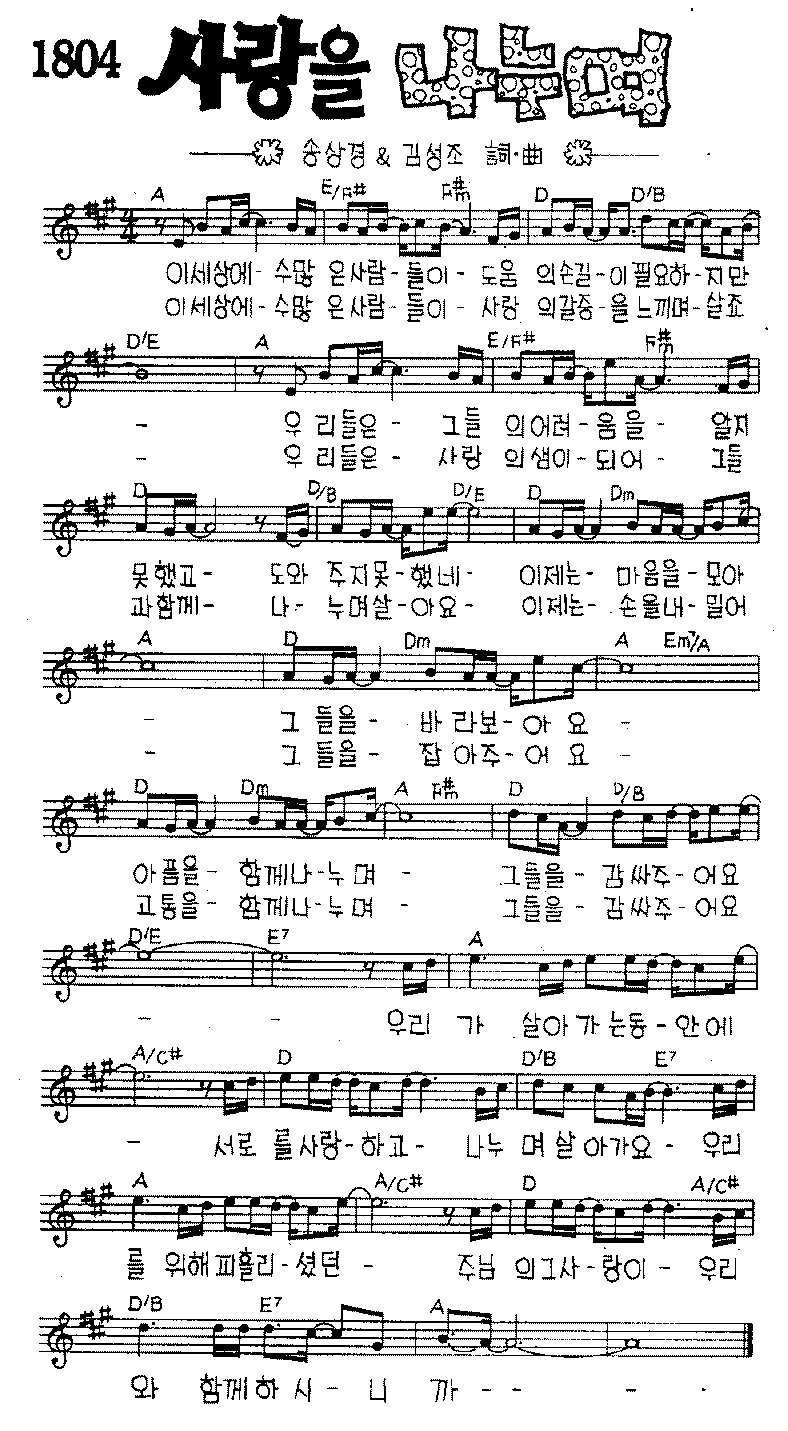 1804 사랑을 나누며
송상경 & 김성조 詞·曲
A E/F# F#m D D/B
이세상에- 수많 은사람-들이- 도움 의손길-이필요하-지만
이세상에- 수많 은사람-들이- 사랑 의갈증-을느끼며-살죠
D/E A E/F# F#m
- 우리들은- 그들 의어려-움을- 알지
- 우리들은- 사랑 의샘이-되어- 그들
D D/B D/E D Dm
못했고- 도와 주지못-했네- 이제는- 마음을-모아
과함께- 나- 누며살-아요- 이제는- 손을내-밀어
A D Dm A Em7/A
- 그 들을- 바라보-아 요-
- 그 들을- 잡아주-어 요-
D Dm A F#m D D/B
아픔을- 함께나-누며- 그들을- 감싸주-어요
고통을- 함께나-누며- 그들을- 감싸주-어요
D/E E7 A
- - 우리 가 살아가는동-안에
A/C# D D/B E7
- 서로 를사랑-하고- 나누 며살아가요- 우리
A A/C# D A/C#
를 위해피흘리-셨던- 주님 의그사-랑이- 우리
D/B E7 A
와 함께하시-니 까-- - -